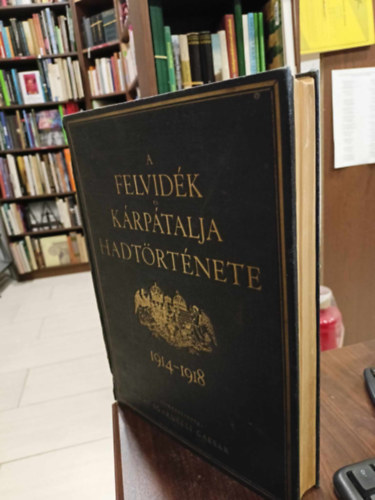 A
FELVIDÉK
ÉS
KÁRPÁTALJA
HADTÖRTÉNETE
1914-1918